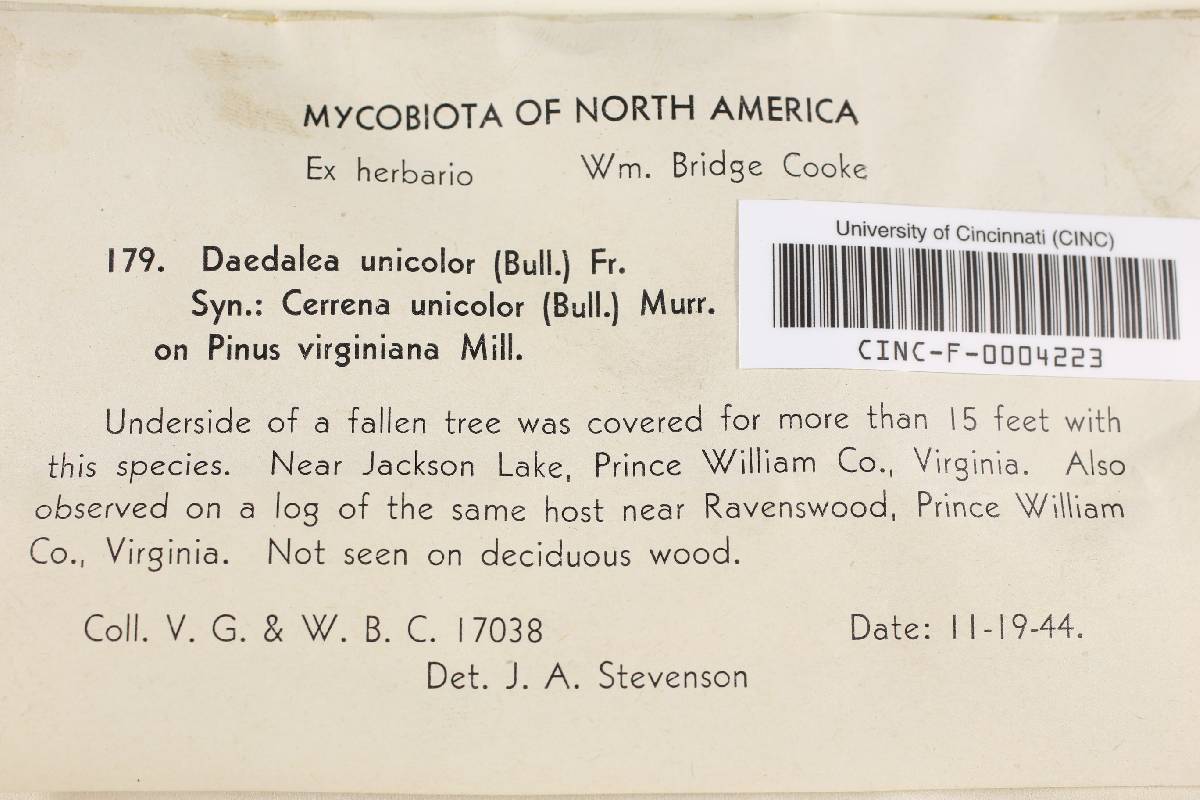 MYCOBIOTA OF NORTH AMERICA
Ex herbario Wm. Bridge Cooke
179. Daedalea unicolor (Bull.) Fr.
Syn.: Cerrena unicolor (Bull.) Murr.
on Pinus virginiana Mill.
University of Cincinnati (CINC)
CINC-F-0004223
Underside of a fallen tree was covered for more than 15 feet with
this species. Near Jackson Lake, Prince William Co., Virginia. Also
observed on a log of the same host near Ravenswood, Prince William
Co., Virginia. Not seen on deciduous wood.
Coll. V. G. & W. B. C. 17038 Date: 11-19-44.
Det. J. A. Stevenson